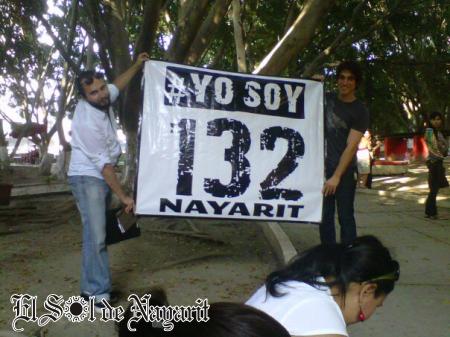 #YO SOY
132
NAYARIT
El Sol de Nayarit